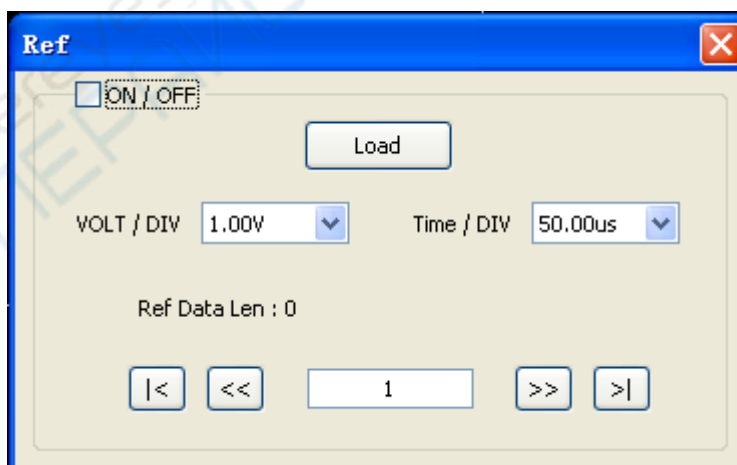 Ref
ON / OFF
Load
VOLT / DIV 1.00V Time / DIV 50.00us
Ref Data Len : 0
|< << 1 >> >|